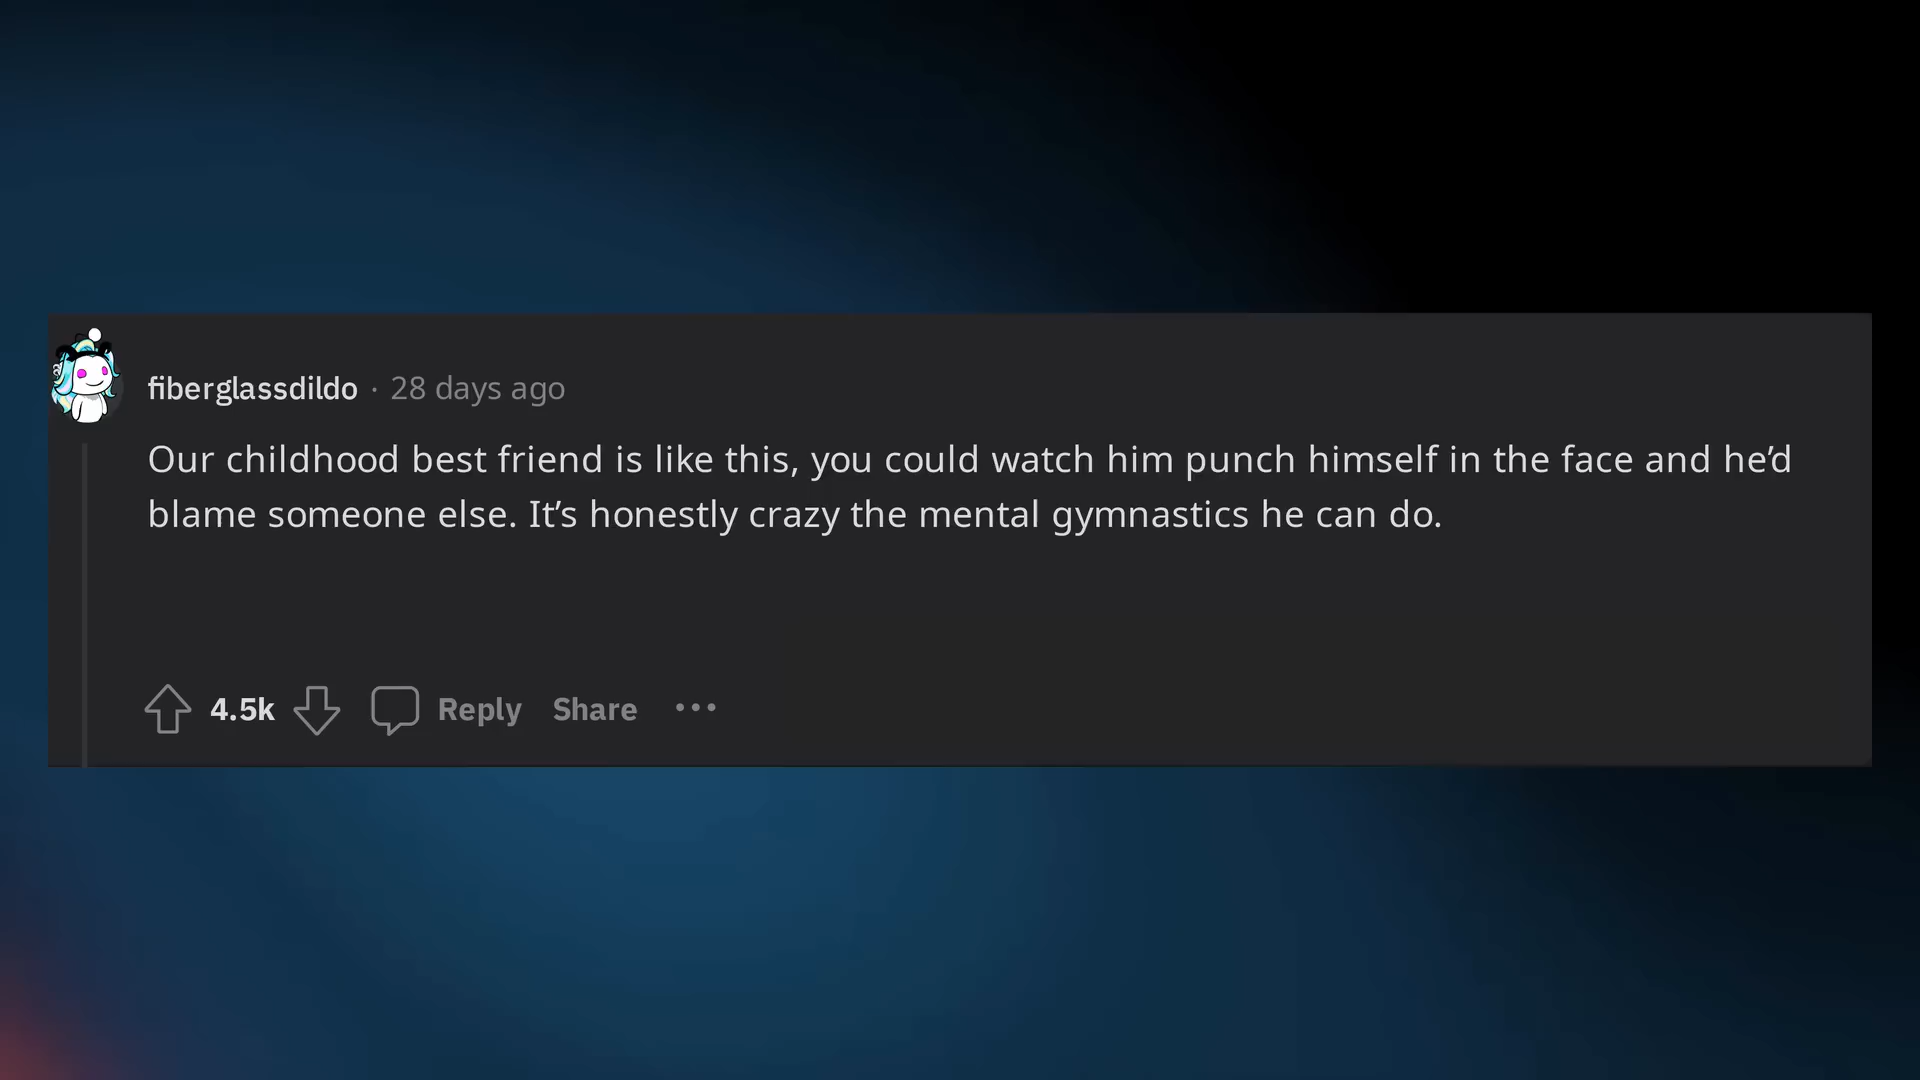 fiberglassdildo · 28 days ago
Our childhood best friend is like this, you could watch him punch himself in the face and he’d
blame someone else. It’s honestly crazy the mental gymnastics he can do.
4.5k Reply Share •••